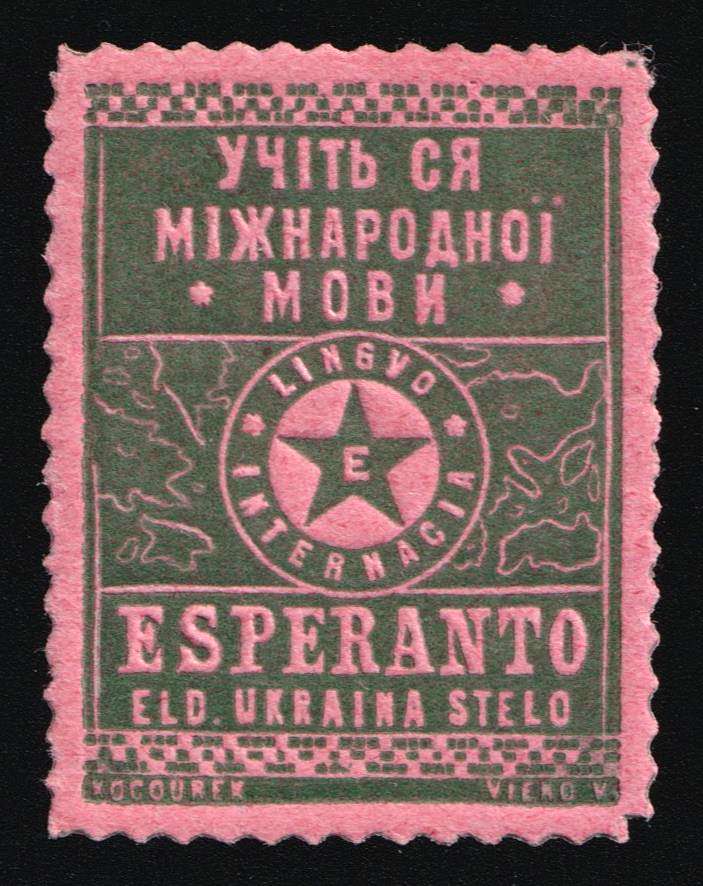 УЧІТЬ СЯ
МІЖНАРОДНОЇ
* МОВИ *
* LINGVO *
E
INTERNACIA
ESPERANTO
ELD. UKRAINA STELO
KOCOUREK VIENO V.